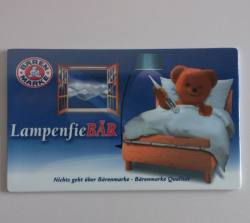 BÄREN
MARKE
LampenfieBÄR
Nichts geht über Bärenmarke - Bärenmarke Qualität